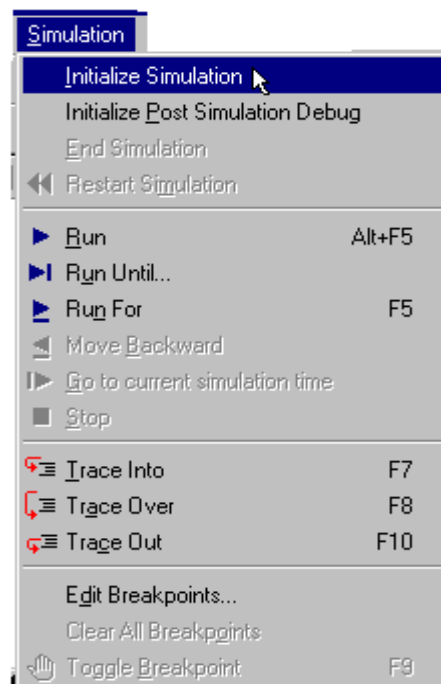 Simulation
Initialize Simulation
Initialize Post Simulation Debug
End Simulation
Restart Simulation
Run Alt+F5
Run Until...
Run For F5
Move Backward
Go to current simulation time
Stop
Trace Into F7
Trace Over F8
Trace Out F10
Edit Breakpoints...
Clear All Breakpoints
Toggle Breakpoint F9